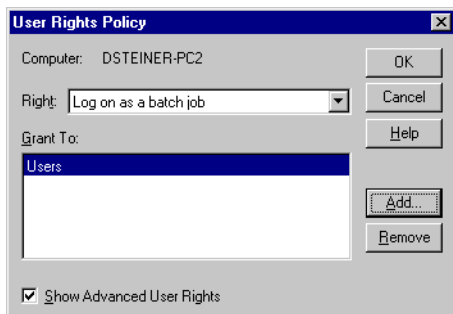 User Rights Policy
Computer: DSTEINER-PC2
OK
Right: Log on as a batch job
Cancel
Grant To:
Help
Users
Add...
Remove
Show Advanced User Rights